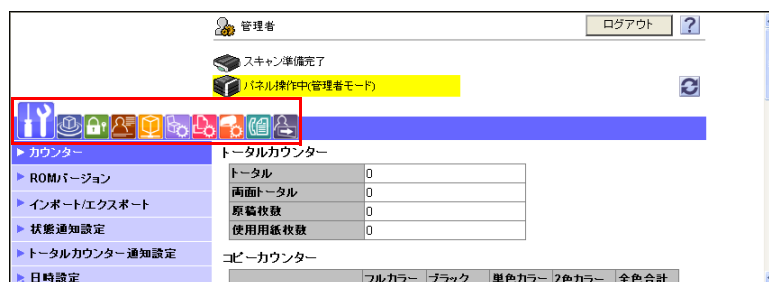 管理者
ログアウト
?
スキャン準備完了
パネル操作中(管理者モード)
カウンター
ROMバージョン
インポート/エクスポート
状態通知設定
トータルカウンター通知設定
日時設定
トータルカウンター
トータル 0
両面トータル 0
原稿枚数 0
使用用紙枚数 0
コピーカウンター
フルカラー ブラック 単色カラー 2色カラー 全色合計